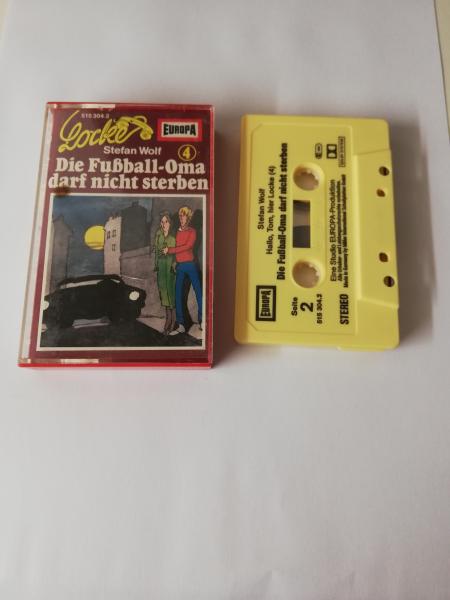 515 304.2
Locke
EUROPA
Stefan Wolf
4
Die Fußball-Oma
darf nicht sterben
Stefan Wolf
Hallo, Tom, hier Locke (4)
Die Fußball-Oma darf nicht sterben
EUROPA
Seite
2
515 304.2
Eine Studio EUROPA-Produktion
STEREO